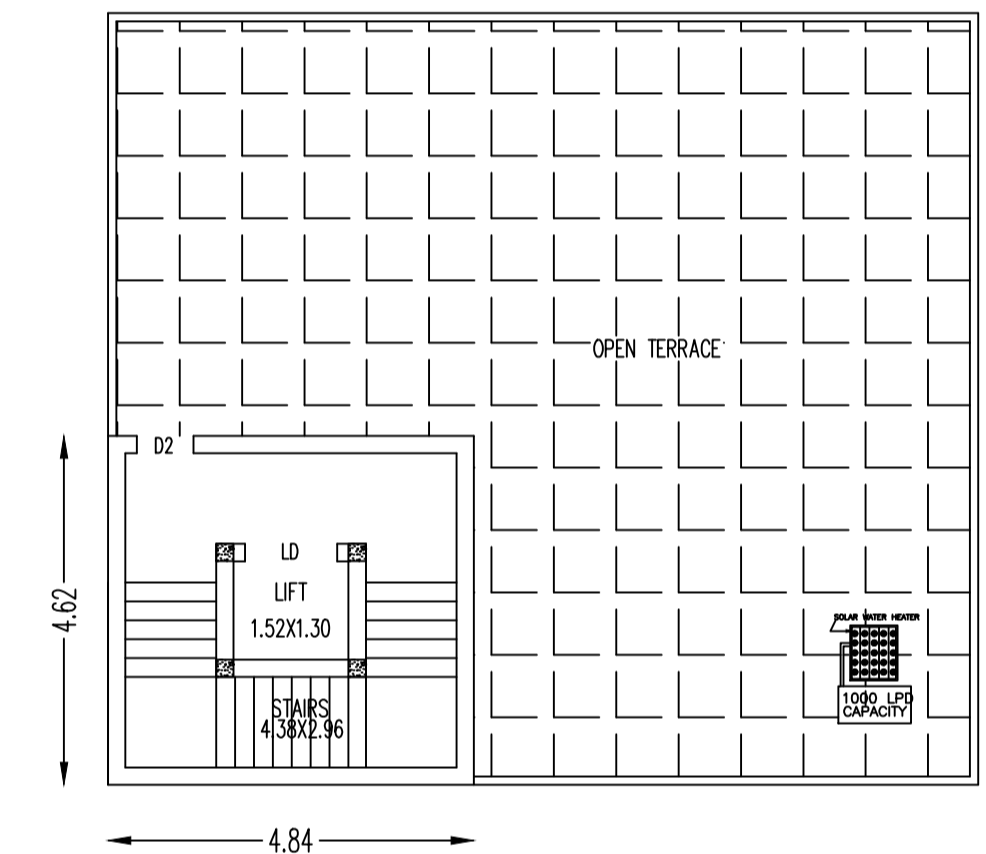 OPEN TERRACE
D2
LD
LIFT
1.52X1.30
4.62
SOLAR WATER HEATER
1000 LPD
CAPACITY
STAIRS
4.38X2.96
4.84